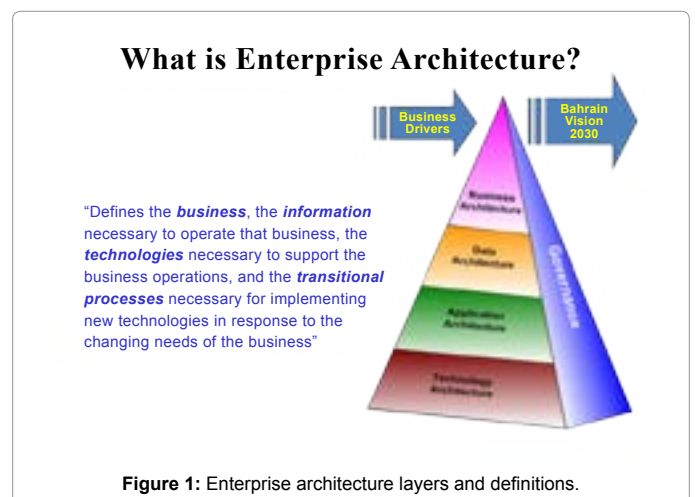 What is Enterprise Architecture?
Business
Drivers
Bahrain
Vision
2030
“Defines the business, the information
necessary to operate that business, the
technologies necessary to support the
business operations, and the transitional
processes necessary for implementing
new technologies in response to the
changing needs of the business”
Business
Architecture
Data
Architecture
Application
Architecture
Technology
Architecture
Governance
Figure 1: Enterprise architecture layers and definitions.